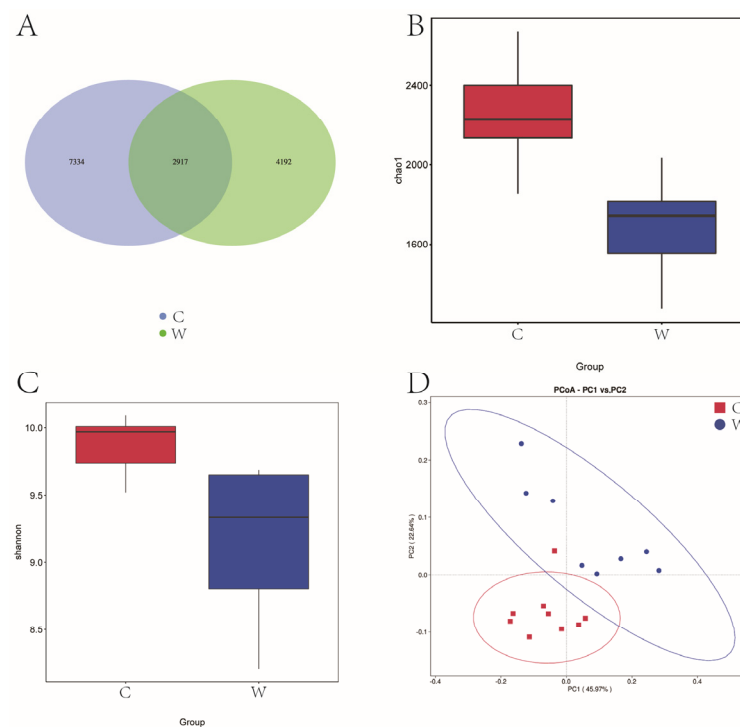 A
7334
2917
4192
C
W
B
chao1
2400
2000
1600
C
W
Group
C
shannon
10.0
9.5
9.0
8.5
C
W
Group
D
PCoA - PC1 vs.PC2
PC2 ( 22.64% )
0.3
0.2
0.1
0.0
-0.1
-0.4
-0.2
0.0
0.2
0.4
PC1 ( 45.97% )